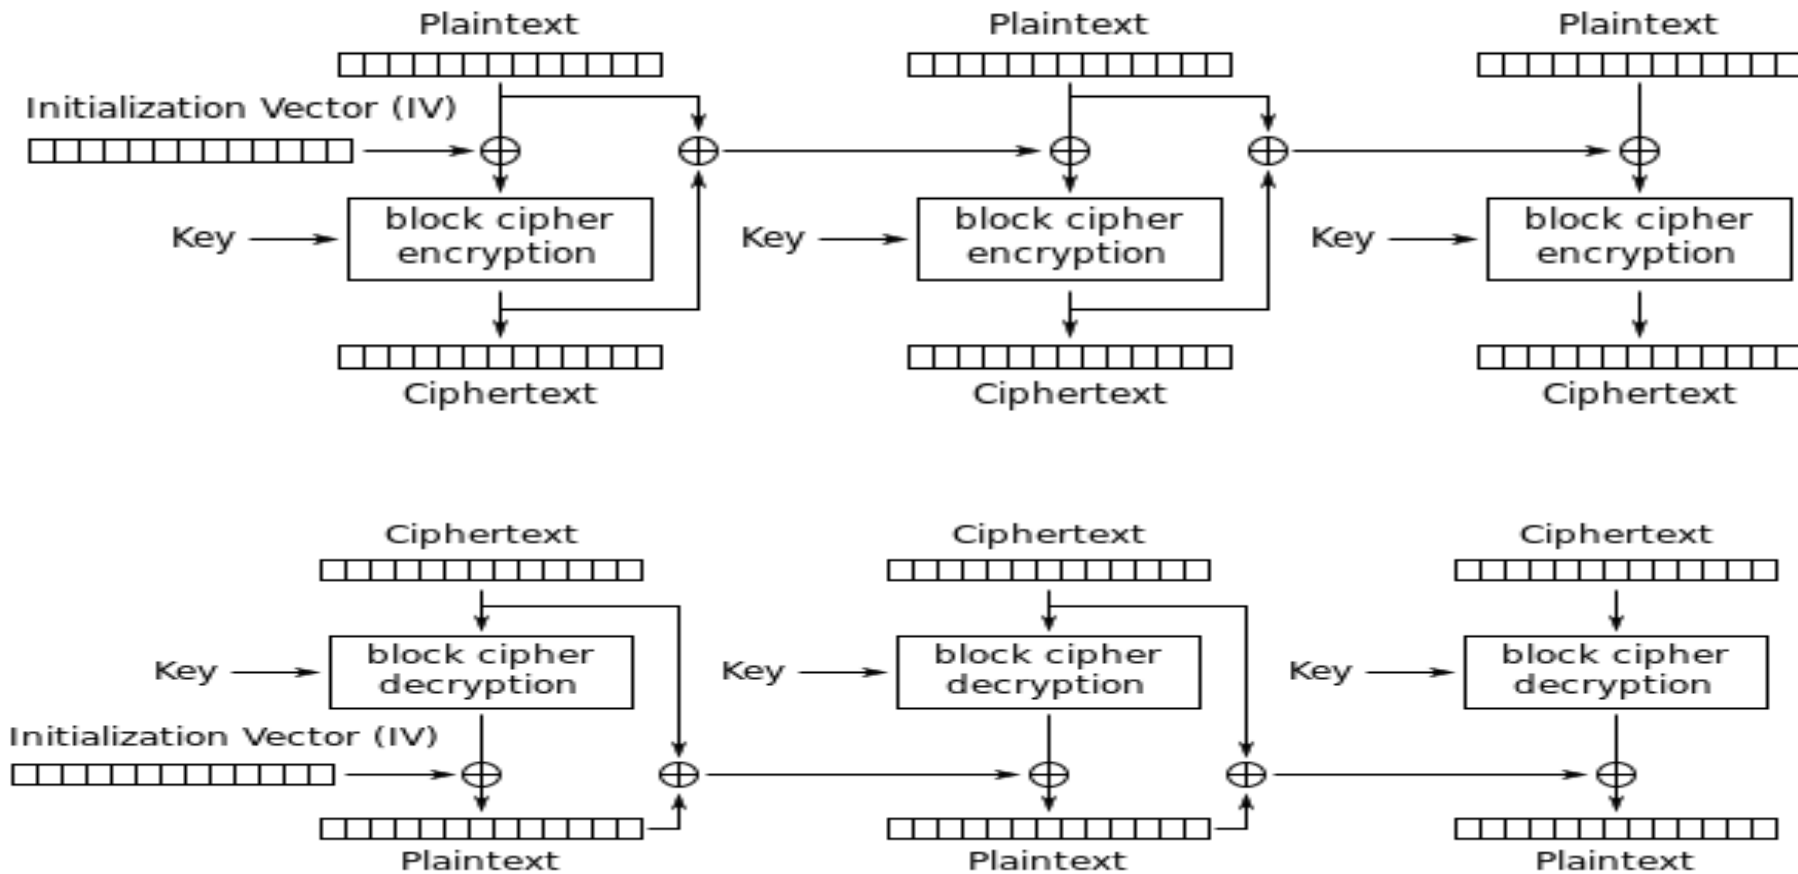 Plaintext Plaintext Plaintext
Initialization Vector (IV)
Key block cipher encryption Key block cipher encryption Key block cipher encryption
Ciphertext Ciphertext Ciphertext
Ciphertext Ciphertext Ciphertext
Key block cipher decryption Key block cipher decryption Key block cipher decryption
Initialization Vector (IV)
Plaintext Plaintext Plaintext